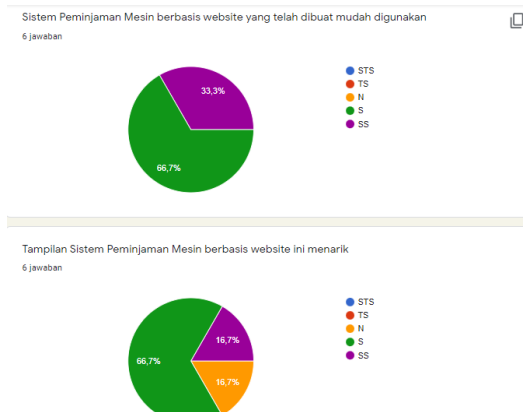 Sistem Peminjaman Mesin berbasis website yang telah dibuat mudah digunakan
6 jawaban
STS
TS
N
S
SS
33,3%
66,7%
Tampilan Sistem Peminjaman Mesin berbasis website ini menarik
6 jawaban
STS
TS
N
S
SS
16,7%
66,7%
16,7%